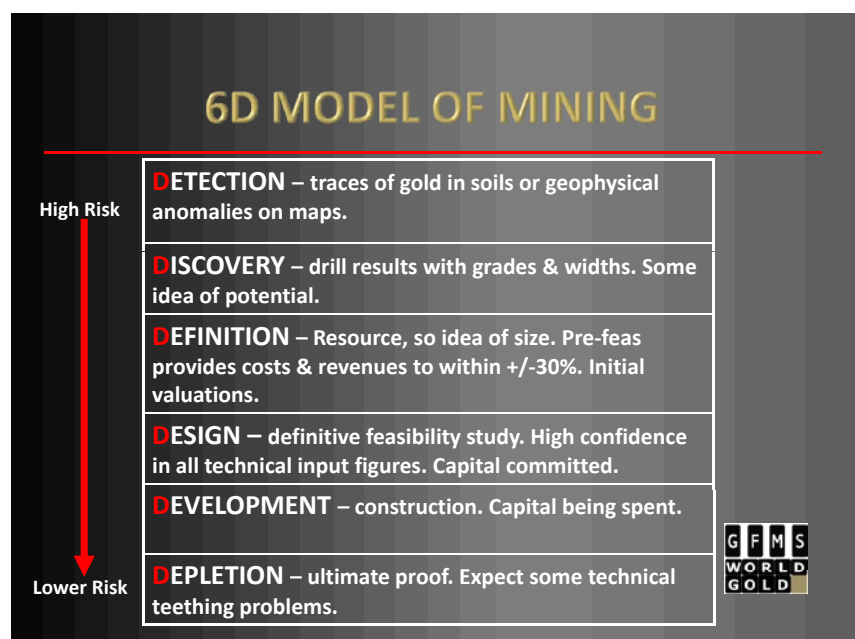 6D MODEL OF MINING
High Risk
DETECTION – traces of gold in soils or geophysical
anomalies on maps.
DISCOVERY – drill results with grades & widths. Some
idea of potential.
DEFINITION – Resource, so idea of size. Pre-feas
provides costs & revenues to within +/-30%. Initial
valuations.
DESIGN – definitive feasibility study. High confidence
in all technical input figures. Capital committed.
DEVELOPMENT – construction. Capital being spent.
DEPLETION – ultimate proof. Expect some technical
teething problems.
Lower Risk
GFMS
WORLD
GOLD